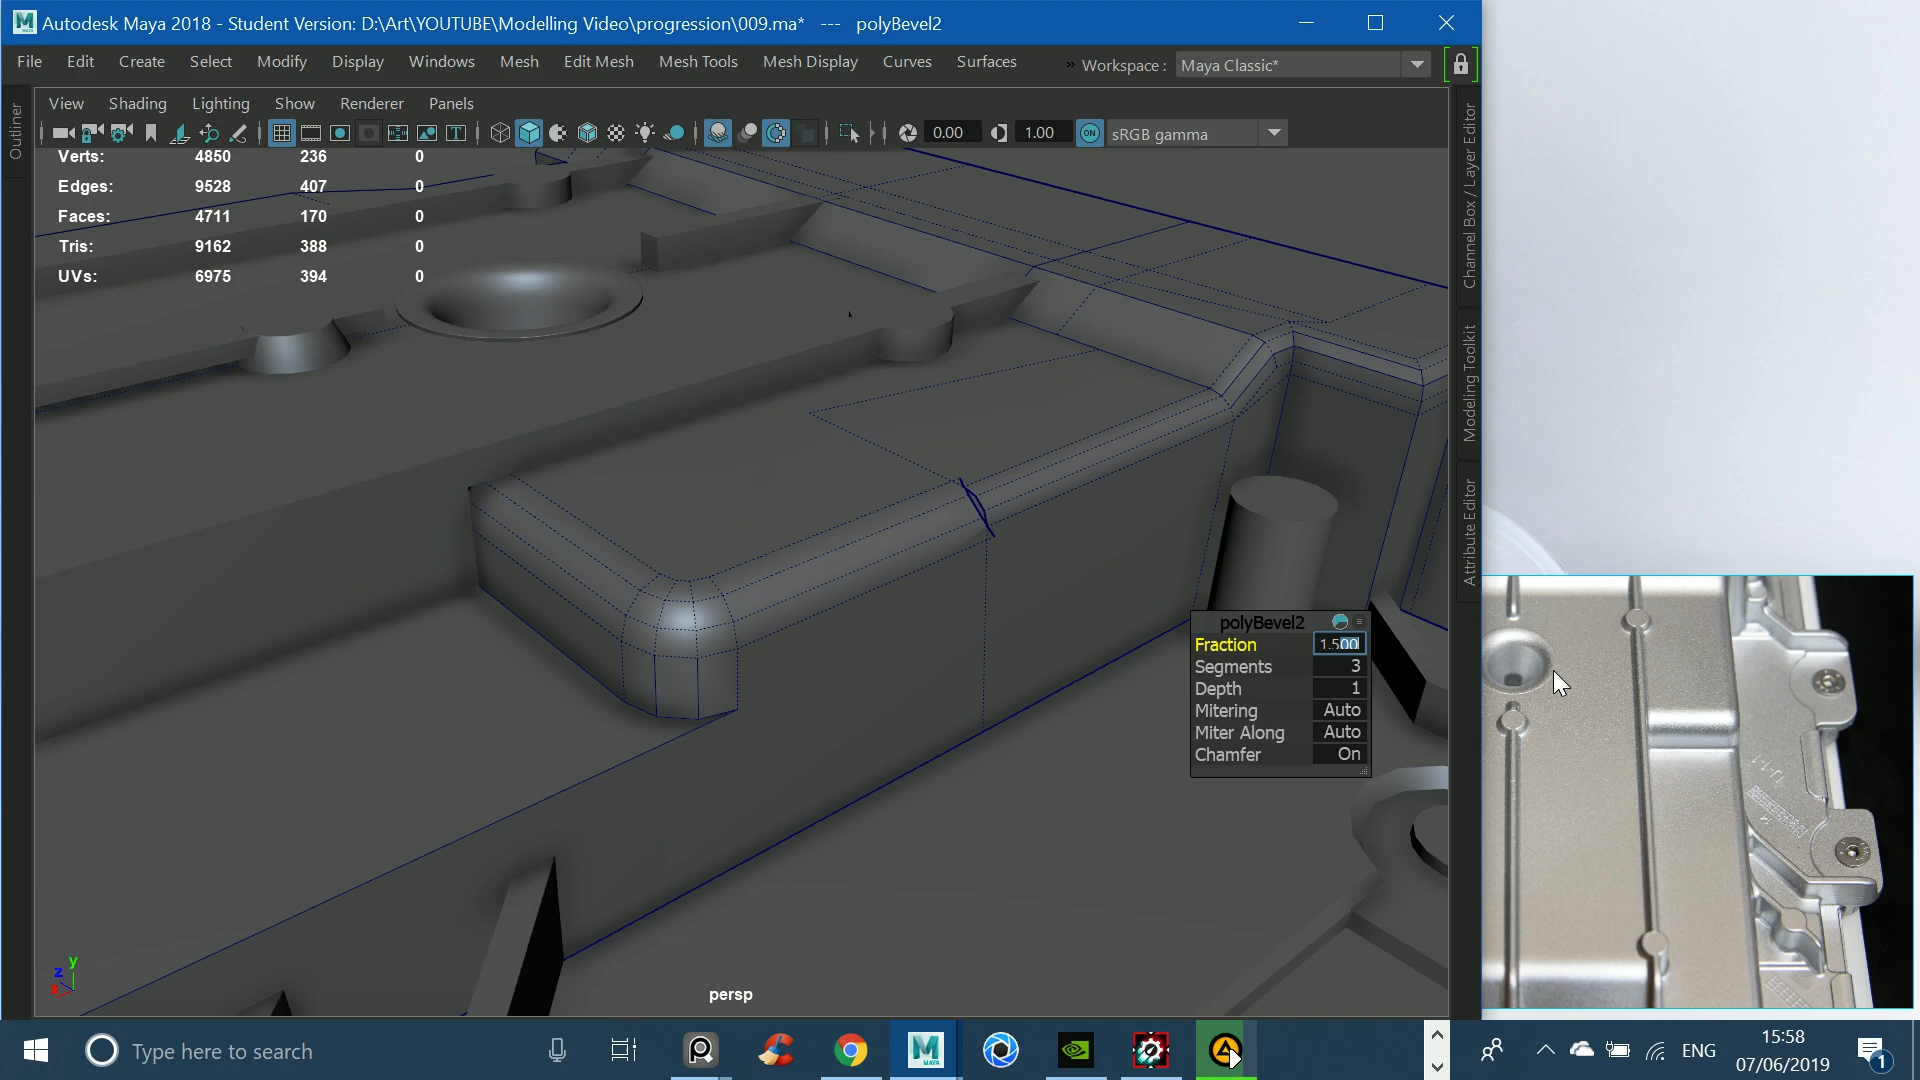 Autodesk Maya 2018 - Student Version: D:\Art\YOUTUBE\Modelling Video\progression\009.ma* --- polyBevel2
File Edit Create Select Modify Display Windows Mesh Edit Mesh Mesh Tools Mesh Display Curves Surfaces » Workspace : Maya Classic*
View Shading Lighting Show Renderer Panels
0.00 1.00 ON sRGB gamma
Outliner
Verts: 4850 236 0
Edges: 9528 407 0
Faces: 4711 170 0
Tris: 9162 388 0
UVs: 6975 394 0
Channel Box / Layer Editor
Modeling Toolkit
Attribute Editor
polyBevel2
Fraction 1.500
Segments 3
Depth 1
Mitering Auto
Miter Along Auto
Chamfer On
y
z
x
persp
Type here to search
MAYA
ENG
15:58
07/06/2019
1